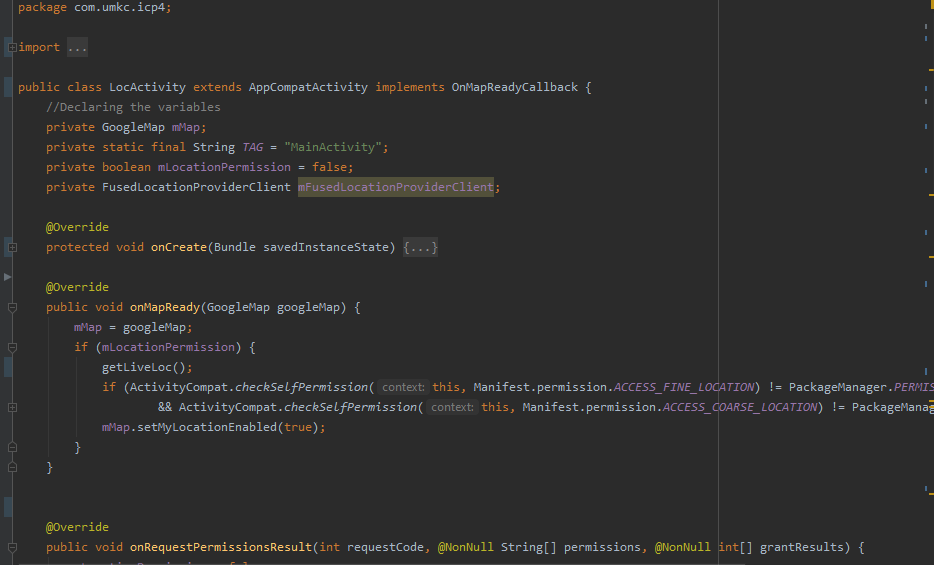 package com.umkc.icp4;
import ...
public class LocActivity extends AppCompatActivity implements OnMapReadyCallback {
//Declaring the variables
private GoogleMap mMap;
private static final String TAG = "MainActivity";
private boolean mLocationPermission = false;
private FusedLocationProviderClient mFusedLocationProviderClient;
@Override
protected void onCreate(Bundle savedInstanceState) {...}
@Override
public void onMapReady(GoogleMap googleMap) {
mMap = googleMap;
if (mLocationPermission) {
getLiveLoc();
if (ActivityCompat.checkSelfPermission( context: this, Manifest.permission.ACCESS_FINE_LOCATION) != PackageManager.PERMIS
&& ActivityCompat.checkSelfPermission( context: this, Manifest.permission.ACCESS_COARSE_LOCATION) != PackageManag
mMap.setMyLocationEnabled(true);
}
}
@Override
public void onRequestPermissionsResult(int requestCode, @NonNull String[] permissions, @NonNull int[] grantResults) {